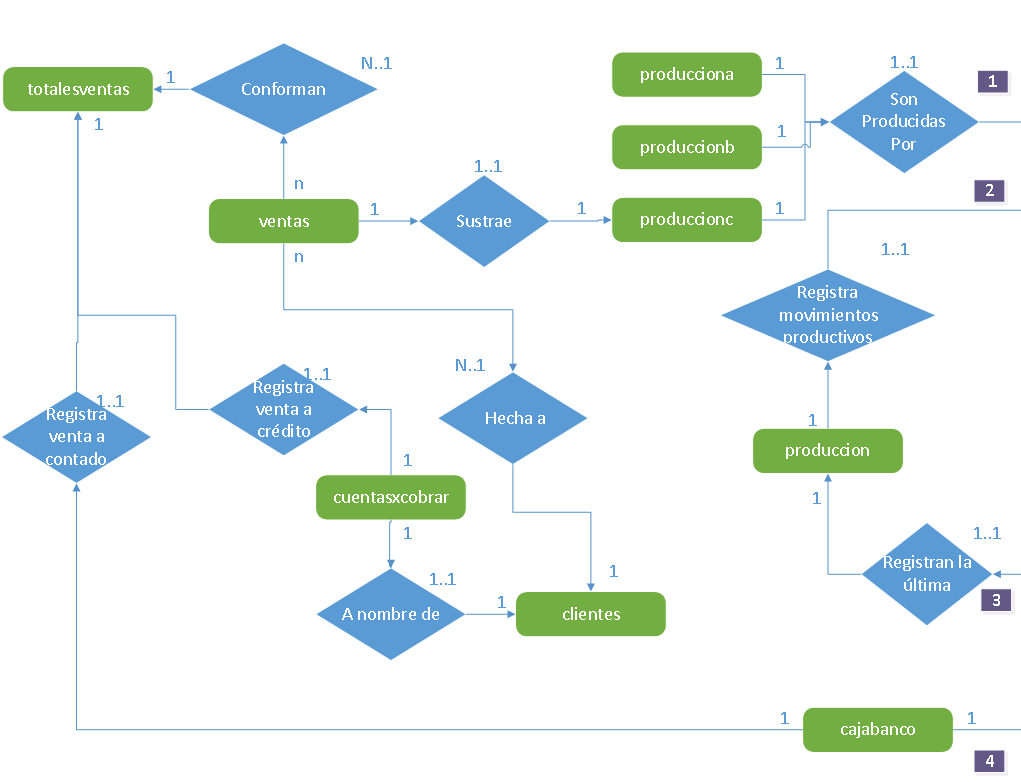 N..1
1..1
totalesventas
1
Conforman
producciona
1
Son
Producidas
Por
1
1
produccionb
1
n
1..1
ventas
1
Sustrae
1
produccionc
1
2
n
1..1
Registra
movimientos
productivos
N..1
1..1
Registra
venta a
crédito
1..1
Registra
venta a
contado
Hecha a
1
produccion
1
cuentasxcobrar
1
1
1..1
Registran la
última
3
1..1
A nombre de
1
1
clientes
1
cajabanco
1
4